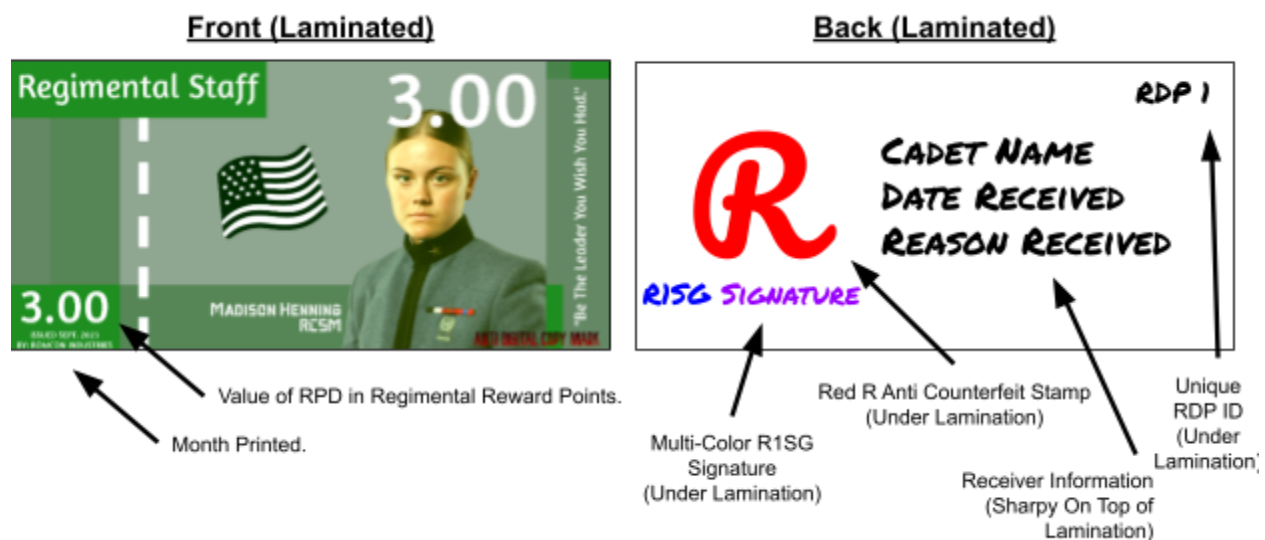 Front (Laminated)
Regimental Staff
3.00
"Be The Leader You Wish You Had."
3.00
ISSUED SEPT. 2023
BY: BOMCON INDUSTRIES
MADISON HENNING
RCSM
ANTI DIGITAL COPY MARK
Value of RPD in Regimental Reward Points.
Month Printed.
Back (Laminated)
RDP 1
R
CADET NAME
DATE RECEIVED
REASON RECEIVED
R1SG SIGNATURE
Multi-Color R1SG
Signature
(Under Lamination)
Red R Anti Counterfeit Stamp
(Under Lamination)
Receiver Information
(Sharpy On Top of
Lamination)
Unique
RDP ID
(Under
Lamination)